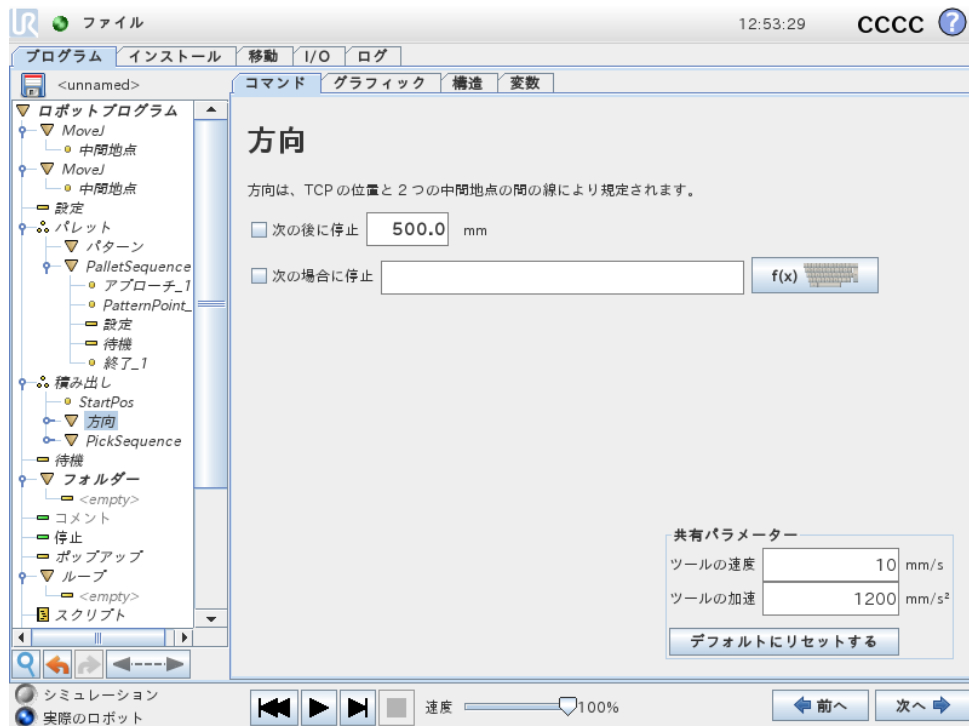 UR ファイル 12:53:29 CCCC ?
プログラム インストール 移動 I/O ログ
<unnamed>
コマンド グラフィック 構造 変数
ロボットプログラム
MoveJ
中間地点
MoveJ
中間地点
設定
パレット
パターン
PalletSequence
アプローチ_1
PatternPoint_
設定
待機
終了_1
積み出し
StartPos
方向
PickSequence
待機
フォルダー
<empty>
コメント
停止
ポップアップ
ループ
<empty>
スクリプト
方向
方向は、TCPの位置と2つの中間地点の間の線により規定されます。
次の後に停止 500.0 mm
次の場合に停止 f(x)
共有パラメーター
ツールの速度 10 mm/s
ツールの加速 1200 mm/s²
デフォルトにリセットする
シミュレーション
実際のロボット
速度 100%
前へ 次へ